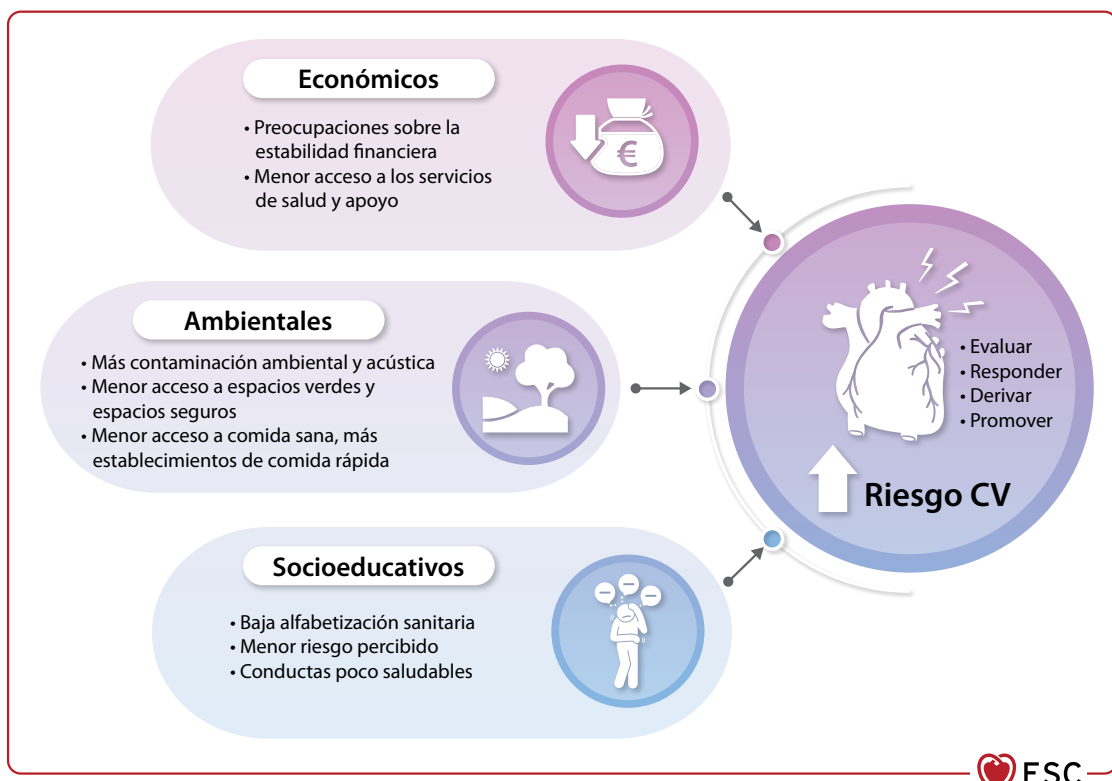 Económicos
• Preocupaciones sobre la
estabilidad financiera
• Menor acceso a los servicios
de salud y apoyo
€
Ambientales
• Más contaminación ambiental y acústica
• Menor acceso a espacios verdes y
espacios seguros
• Menor acceso a comida sana, más
establecimientos de comida rápida
Socioeducativos
• Baja alfabetización sanitaria
• Menor riesgo percibido
• Conductas poco saludables
• Evaluar
• Responder
• Derivar
• Promover
Riesgo CV
ESC